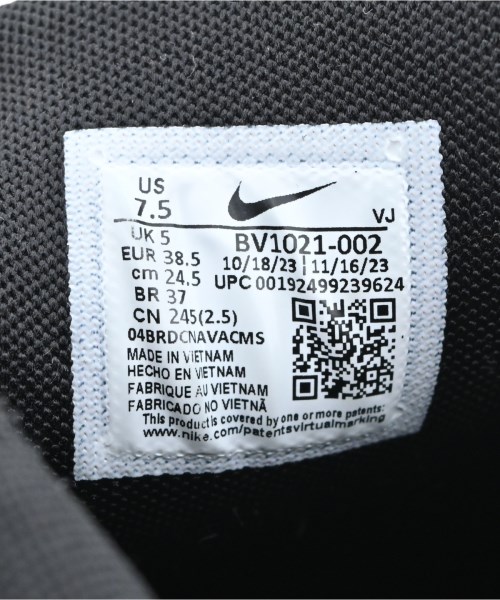 US
7.5
VJ
UK 5
BV1021-002
EUR 38.5
10/18/23 | 11/16/23
cm 24.5
UPC 00192499239624
BR 37
CN 245(2.5)
04BRDCNAVACMS
MADE IN VIETNAM
HECHO EN VIETNAM
FABRIQUE AU VIETNAM
FABRICADO NO VIETNÃ
This product is covered by one or more patents:
www.nike.com/patentsvirtualmarking